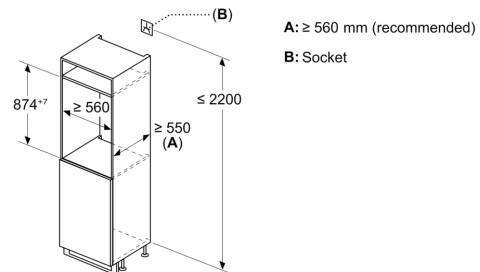 (B)
A: ≥ 560 mm (recommended)
B: Socket
874+7
≥ 560
≤ 2200
≥ 550
(A)